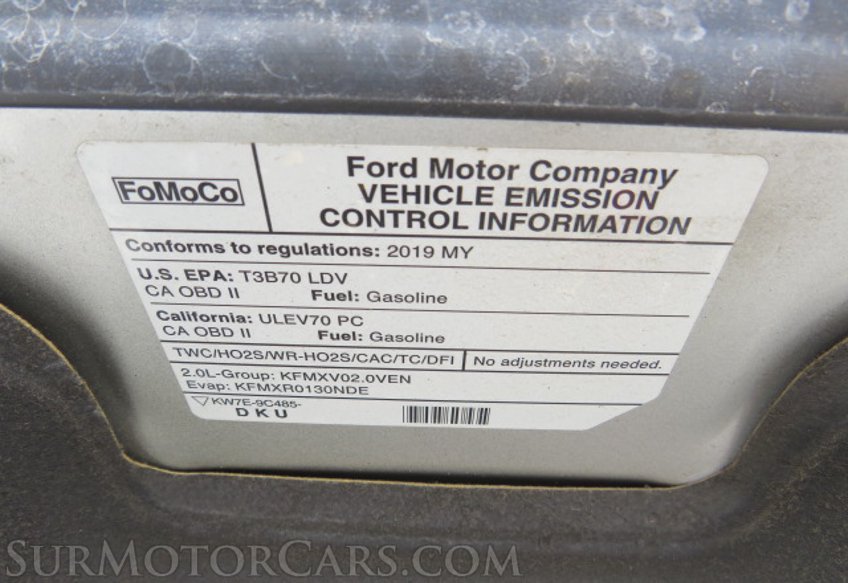 FoMoCo
Ford Motor Company
VEHICLE EMISSION
CONTROL INFORMATION
Conforms to regulations: 2019 MY
U.S. EPA: T3B70 LDV
CA OBD II Fuel: Gasoline
California: ULEV70 PC
CA OBD II Fuel: Gasoline
TWC/HO2S/WR-HO2S/CAC/TC/DFI No adjustments needed.
2.0L-Group: KFMXV02.0VEN
Evap: KFMXR0130NDE
KW7E-9C485-
D K U
SURMOTORCARS.COM